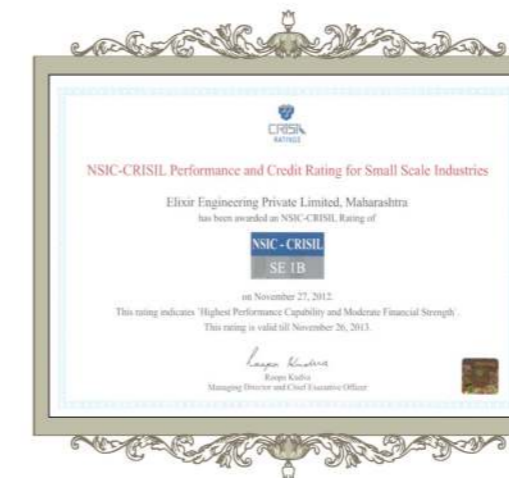 CRISIL
RATINGS
NSIC-CRISIL Performance and Credit Rating for Small Scale Industries
Elixir Engineering Private Limited, Maharashtra
has been awarded an NSIC-CRISIL Rating of
NSIC - CRISIL
SE 1B
on November 27, 2012.
This rating indicates 'Highest Performance Capability and Moderate Financial Strength'.
This rating is valid till November 26, 2013.
Roopa Kudva
Roopa Kudva
Managing Director and Chief Executive Officer